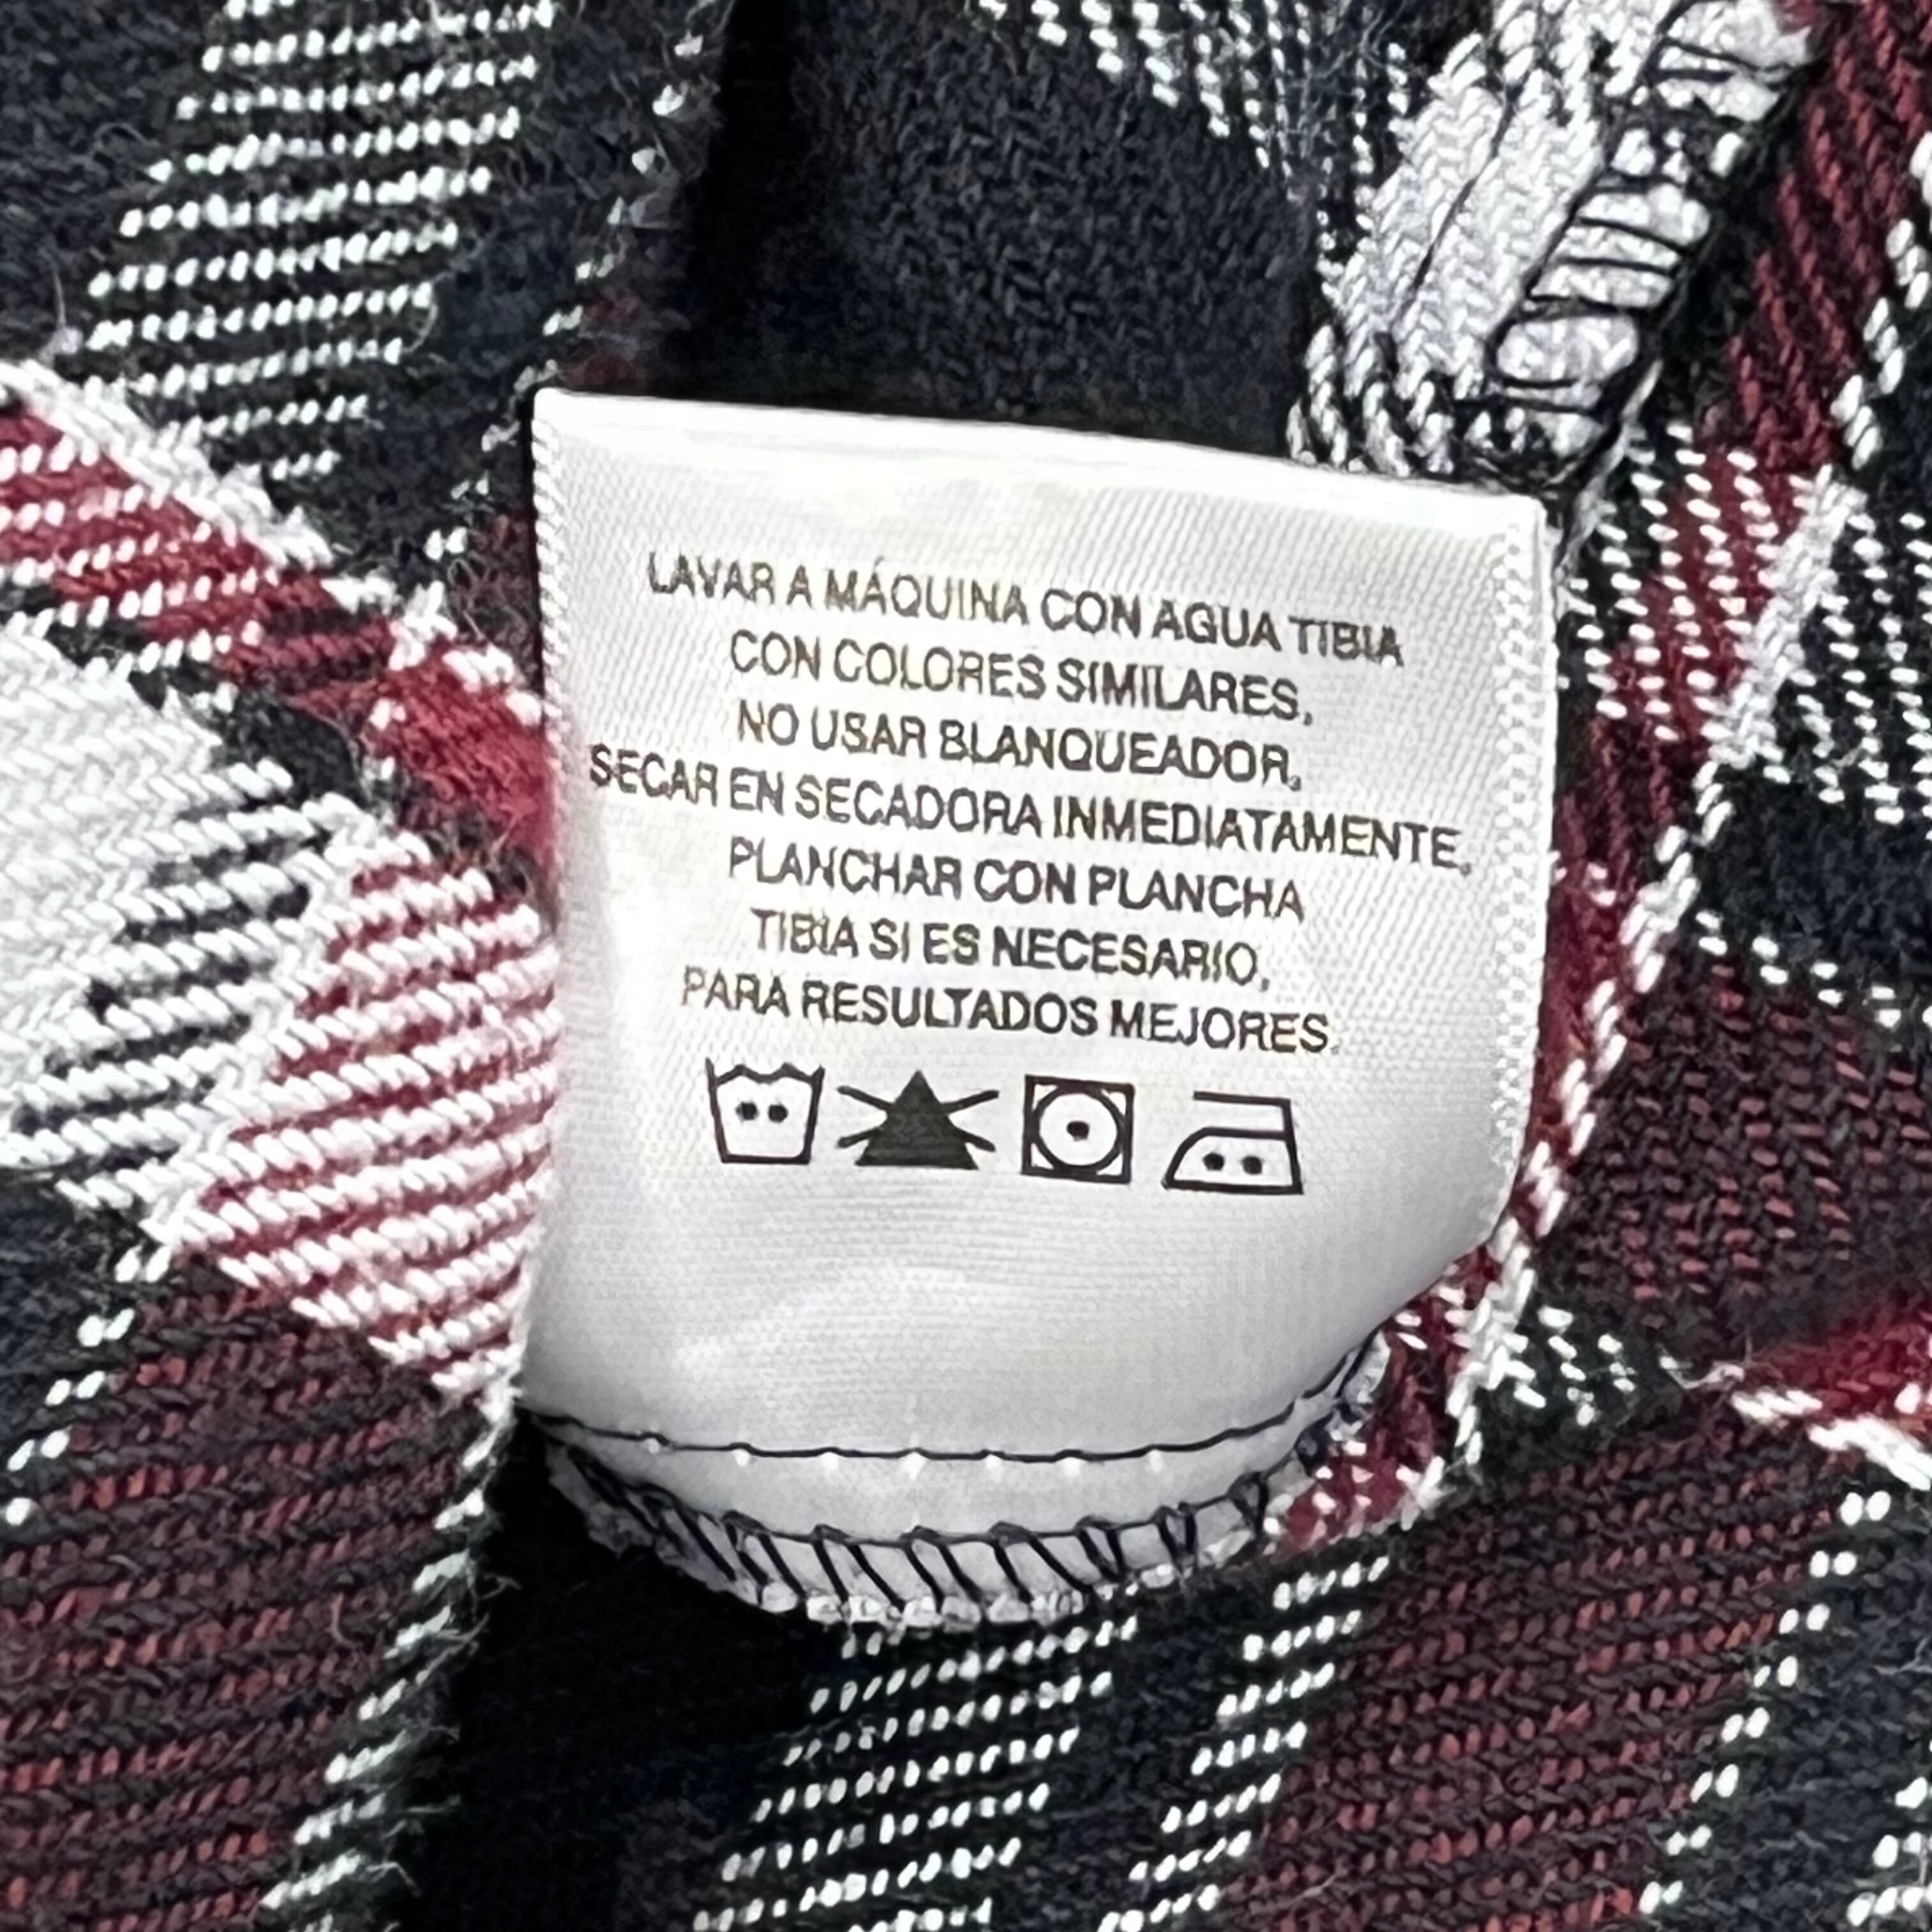 LAVAR A MÁQUINA CON AGUA TIBIA
CON COLORES SIMILARES,
NO USAR BLANQUEADOR,
SECAR EN SECADORA INMEDIATAMENTE,
PLANCHAR CON PLANCHA
TIBIA SI ES NECESARIO,
PARA RESULTADOS MEJORES.